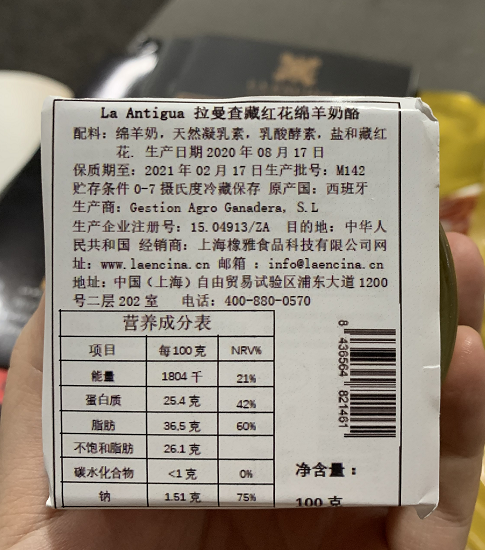 La Antigua 拉曼查藏红花绵羊奶酪
配料：绵羊奶，天然凝乳素，乳酸酵素，盐和藏红
花. 生产日期 2020 年 08 月 17 日
保质期至：2021 年 02 月 17 日生产批号：M142
贮存条件 0-7 摄氏度冷藏保存 原产国：西班牙
生产商：Gestion Agro Ganadera, S.L
生产企业注册号：15.04913/ZA 目的地：中华人
民共和国 经销商：上海橡雅食品科技有限公司网
址：www.laencina.cn 邮箱：info@laencina.cn
地址：中国（上海）自由贸易试验区浦东大道 1200
号二层 202 室 电话：400-880-0570
营养成分表
项目 每100克 NRV%
能量 1804 千 21%
蛋白质 25.4 克 42%
脂肪 36,5 克 60%
不饱和脂肪 26.1 克
碳水化合物 <1 克 0%
钠 1.51 克 75%
8 436564 821461
净含量：
100 克